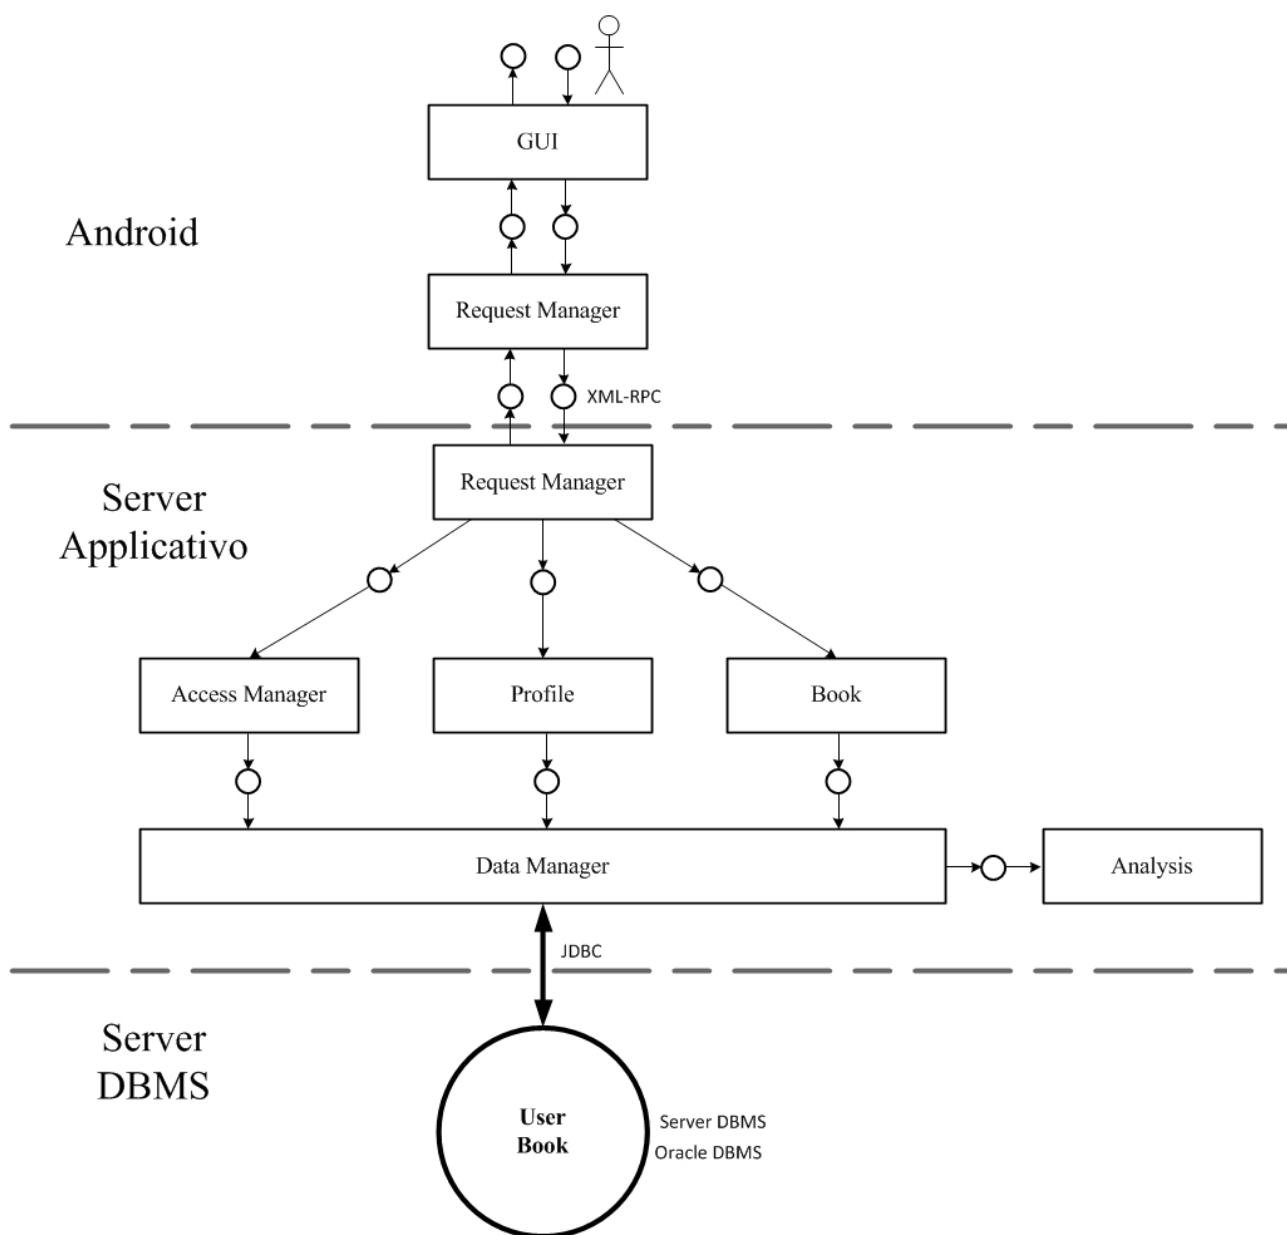 GUI
Android
Request Manager
XML-RPC
Server
Applicativo
Request Manager
Access Manager
Profile
Book
Data Manager
Analysis
JDBC
Server
DBMS
User
Book
Server DBMS
Oracle DBMS